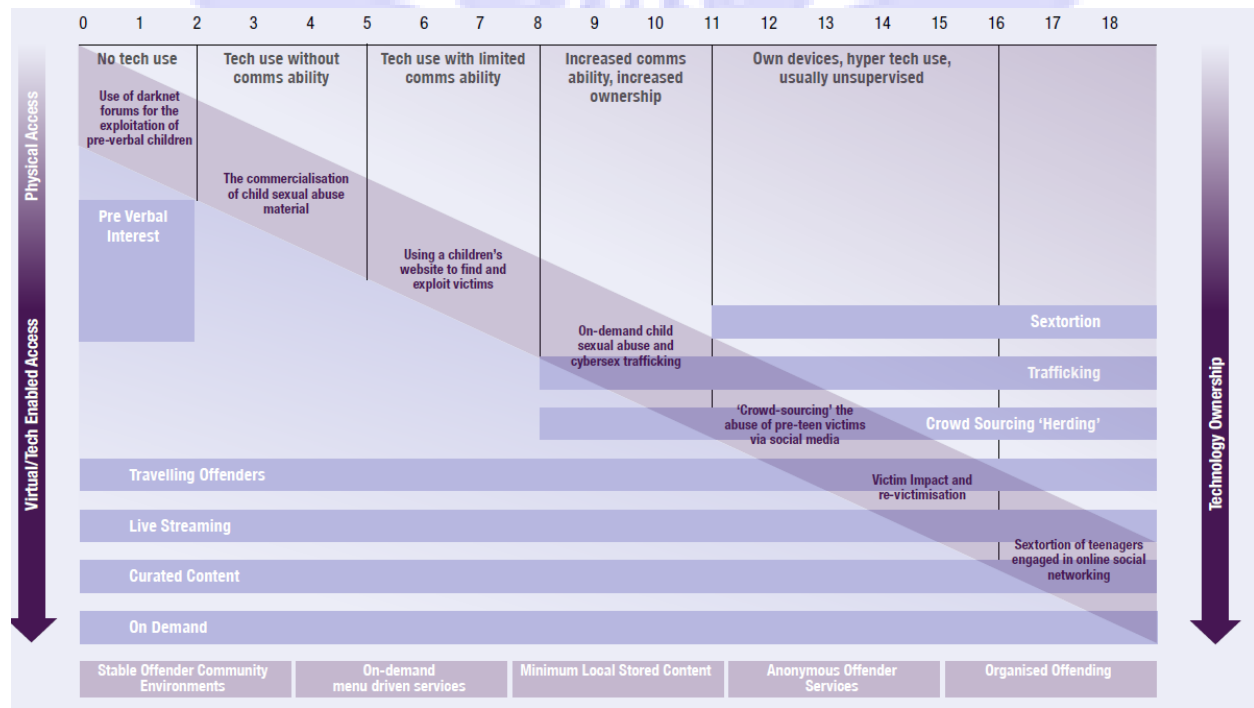 0 1 2 3 4 5 6 7 8 9 10 11 12 13 14 15 16 17 18
No tech use
Tech use without
comms ability
Tech use with limited
comms ability
Increased comms
ability, increased
ownership
Own devices, hyper tech use,
usually unsupervised
Physical Access
Virtual/Tech Enabled Access
Use of darknet
forums for the
exploitation of
pre-verbal children
The commercialisation
of child sexual abuse
material
Pre Verbal
Interest
Using a children's
website to find and
exploit victims
On-demand child
sexual abuse and
cybersex trafficking
Sextortion
Trafficking
‘Crowd-sourcing’ the
abuse of pre-teen victims
via social media
Crowd Sourcing ‘Herding’
Technology Ownership
Travelling Offenders
Victim Impact and
re-victimisation
Live Streaming
Sextortion of teenagers
engaged in online social
networking
Curated Content
On Demand
Stable Offender Community
Environments
On-demand
menu driven services
Minimum Local Stored Content
Anonymous Offender
Services
Organised Offending